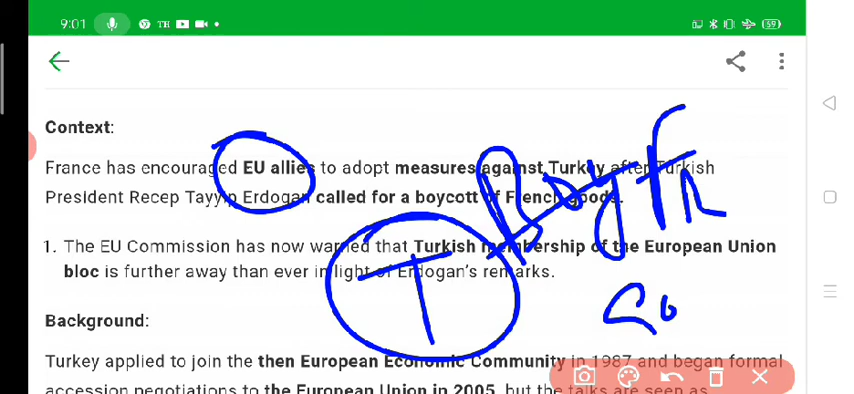 9:01 TH 59
Context:
France has encouraged EU allies to adopt measures against Turkey after Turkish
President Recep Tayyip Erdogan called for a boycott of French goods.
1. The EU Commission has now warned that Turkish membership of the European Union
bloc is further away than ever in light of Erdogan's remarks.
Background:
Turkey applied to join the then European Economic Community in 1987 and began formal
accession negotiations to the European Union in 2005, but the talks are seen as
T